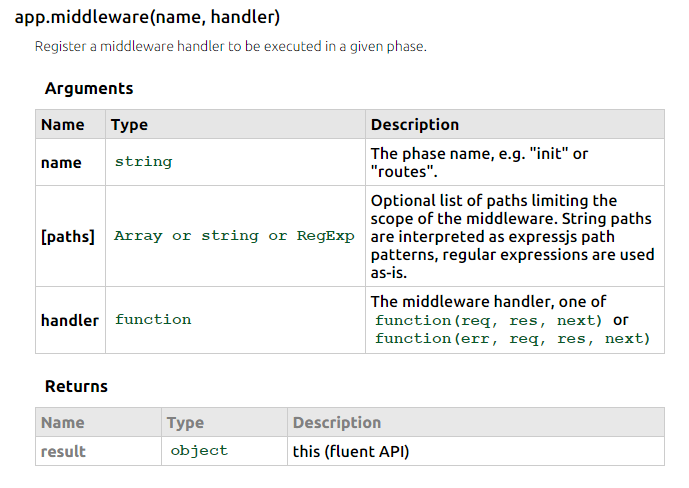 app.middleware(name, handler)
Register a middleware handler to be executed in a given phase.
Arguments
Name Type Description
name string The phase name, e.g. "init" or
"routes".
[paths] Array or string or RegExp Optional list of paths limiting the
scope of the middleware. String paths
are interpreted as expressjs path
patterns, regular expressions are used
as-is.
handler function The middleware handler, one of
function(req, res, next) or
function(err, req, res, next)
Returns
Name Type Description
result object this (fluent API)